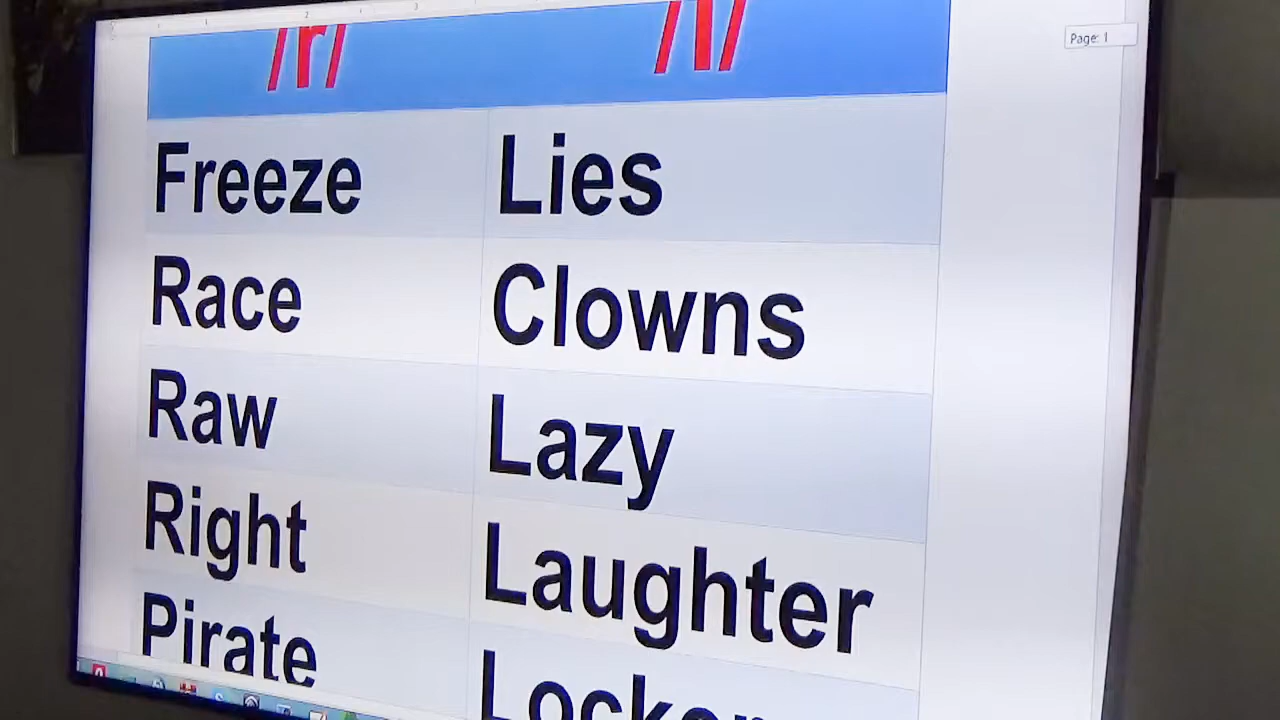 Page: 1
/r/ /l/
Freeze Lies
Race Clowns
Raw Lazy
Right Laughter
Pirate